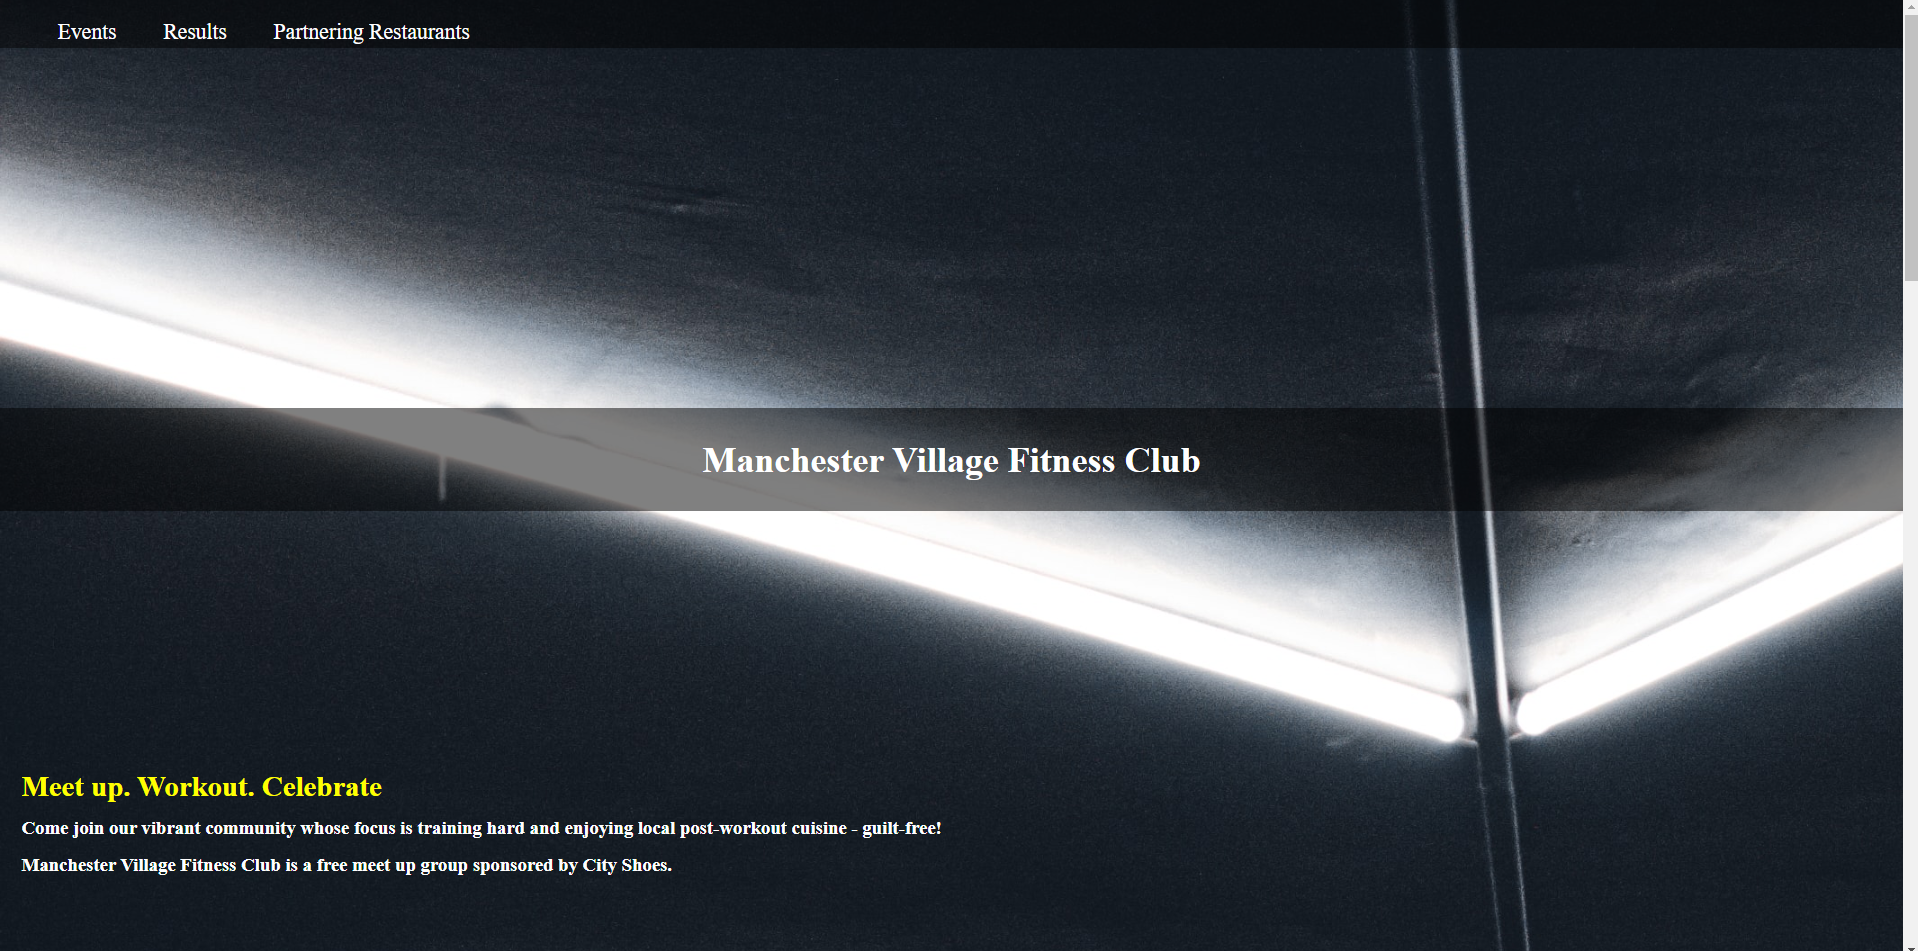 Events Results Partnering Restaurants
Manchester Village Fitness Club
Meet up. Workout. Celebrate
Come join our vibrant community whose focus is training hard and enjoying local post-workout cuisine - guilt-free!
Manchester Village Fitness Club is a free meet up group sponsored by City Shoes.